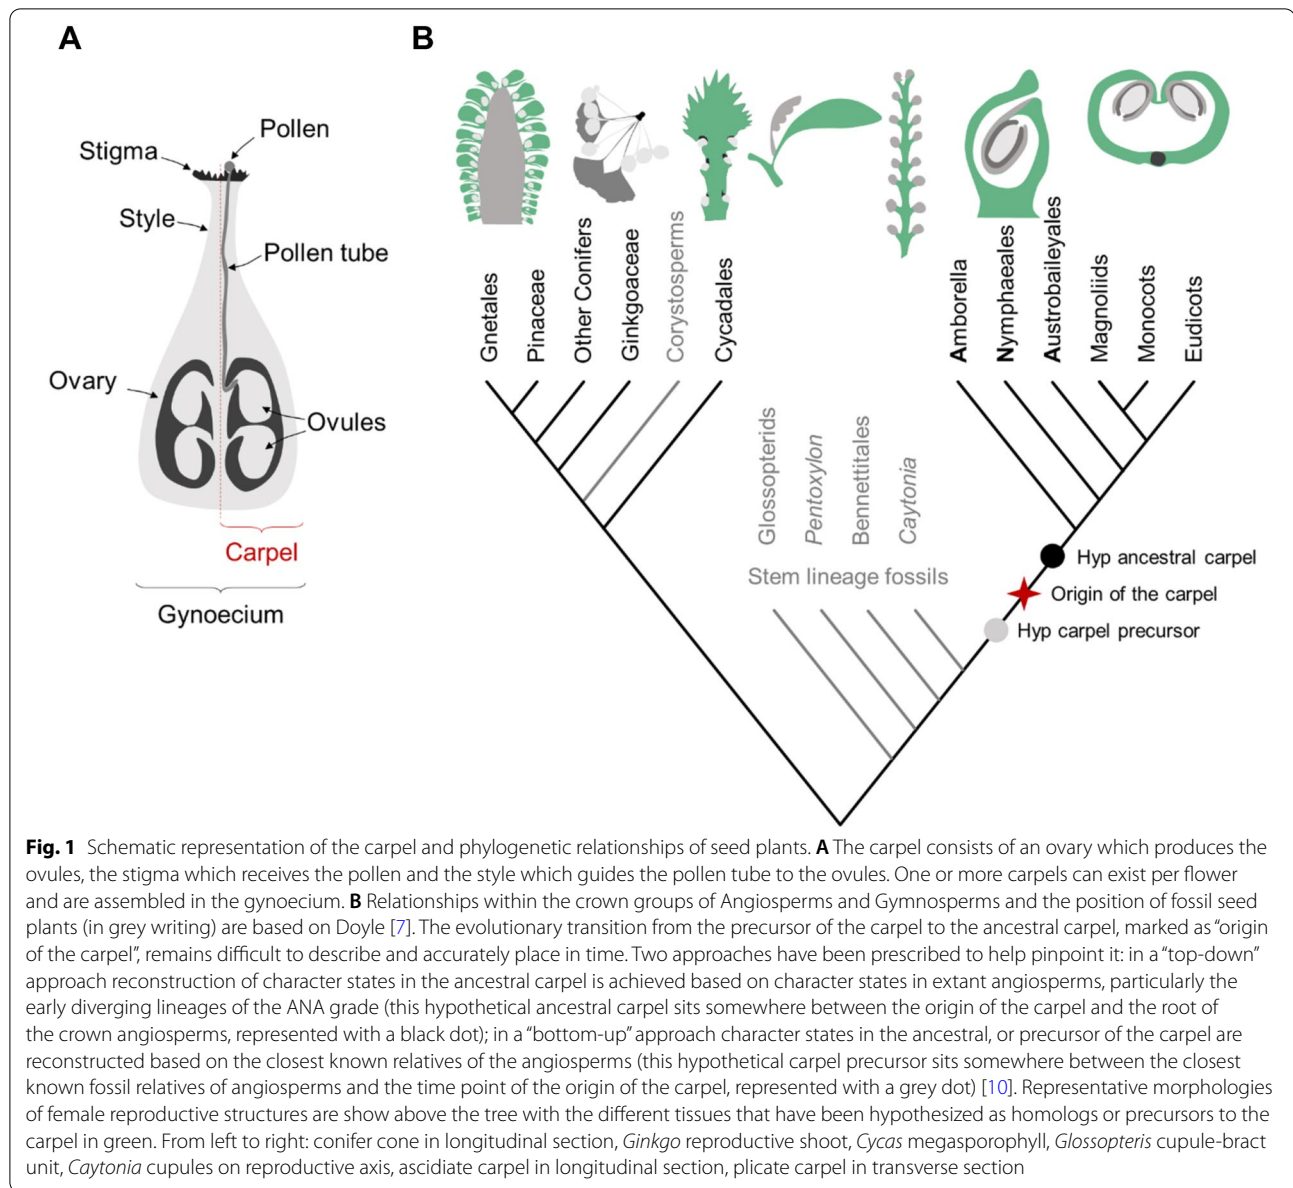 A
B
Pollen
Stigma
Style
Pollen tube
Ovary
Ovules
Carpel
Gynoecium
Gnetales
Pinaceae
Other Conifers
Ginkgoaceae
Corystosperms
Cycadales
Amborella
Nymphaeales
Austrobaileyales
Magnoliids
Monocots
Eudicots
Glossopterids
Pentoxylon
Bennettitales
Caytonia
Stem lineage fossils
Hyp ancestral carpel
Origin of the carpel
Hyp carpel precursor
Fig. 1 Schematic representation of the carpel and phylogenetic relationships of seed plants. A The carpel consists of an ovary which produces the
ovules, the stigma which receives the pollen and the style which guides the pollen tube to the ovules. One or more carpels can exist per flower
and are assembled in the gynoecium. B Relationships within the crown groups of Angiosperms and Gymnosperms and the position of fossil seed
plants (in grey writing) are based on Doyle [7]. The evolutionary transition from the precursor of the carpel to the ancestral carpel, marked as “origin
of the carpel”, remains difficult to describe and accurately place in time. Two approaches have been prescribed to help pinpoint it: in a “top-down”
approach reconstruction of character states in the ancestral carpel is achieved based on character states in extant angiosperms, particularly the
early diverging lineages of the ANA grade (this hypothetical ancestral carpel sits somewhere between the origin of the carpel and the root of
the crown angiosperms, represented with a black dot); in a “bottom-up” approach character states in the ancestral, or precursor of the carpel are
reconstructed based on the closest known relatives of the angiosperms (this hypothetical carpel precursor sits somewhere between the closest
known fossil relatives of angiosperms and the time point of the origin of the carpel, represented with a grey dot) [10]. Representative morphologies
of female reproductive structures are show above the tree with the different tissues that have been hypothesized as homologs or precursors to the
carpel in green. From left to right: conifer cone in longitudinal section, Ginkgo reproductive shoot, Cycas megasporophyll, Glossopteris cupule-bract
unit, Caytonia cupules on reproductive axis, ascidiate carpel in longitudinal section, plicate carpel in transverse section